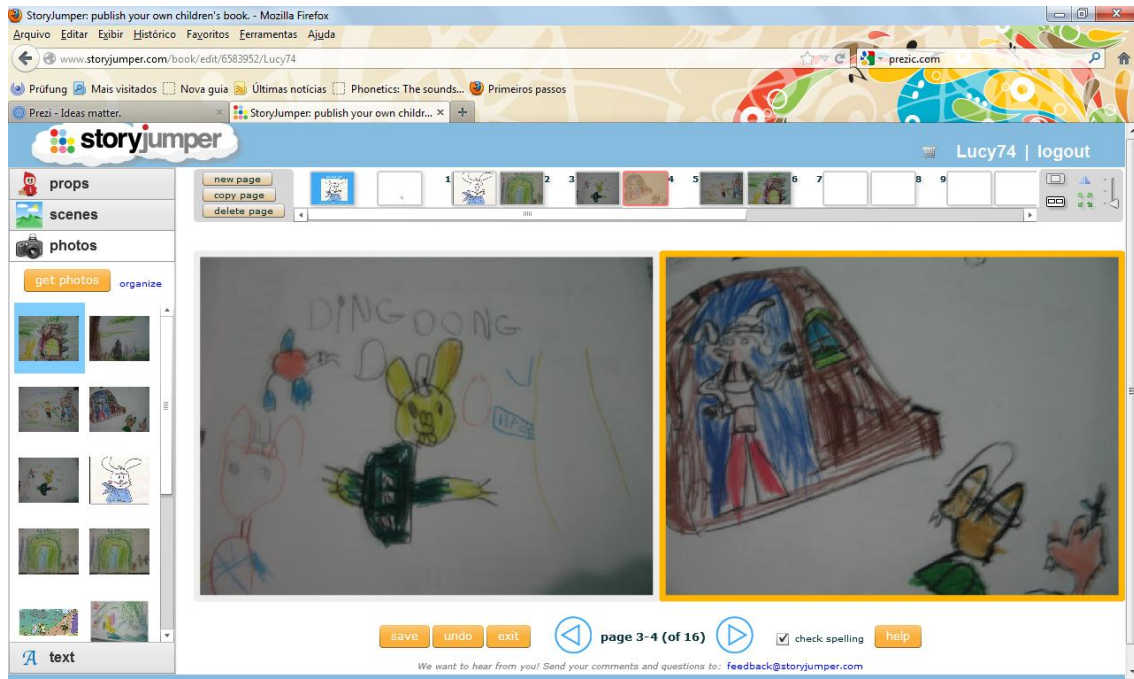 StoryJumper: publish your own children's book. - Mozilla Firefox
Arquivo Editar Exibir Histórico Favoritos Ferramentas Ajuda
www.storyjumper.com/book/edit/6583952/Lucy74
prezic.com
Prüfung Mais visitados Nova guia Últimas notícias Phonetics: The sounds... Primeiros passos
Prezi - Ideas matter. StoryJumper: publish your own childr...
storyjumper
Lucy74 | logout
props
scenes
photos
get photos organize
text
new page
copy page
delete page
1 2 3 4 5 6 7 8 9
DINGDONG
save undo exit page 3-4 (of 16) check spelling help
We want to hear from you! Send your comments and questions to: feedback@storyjumper.com